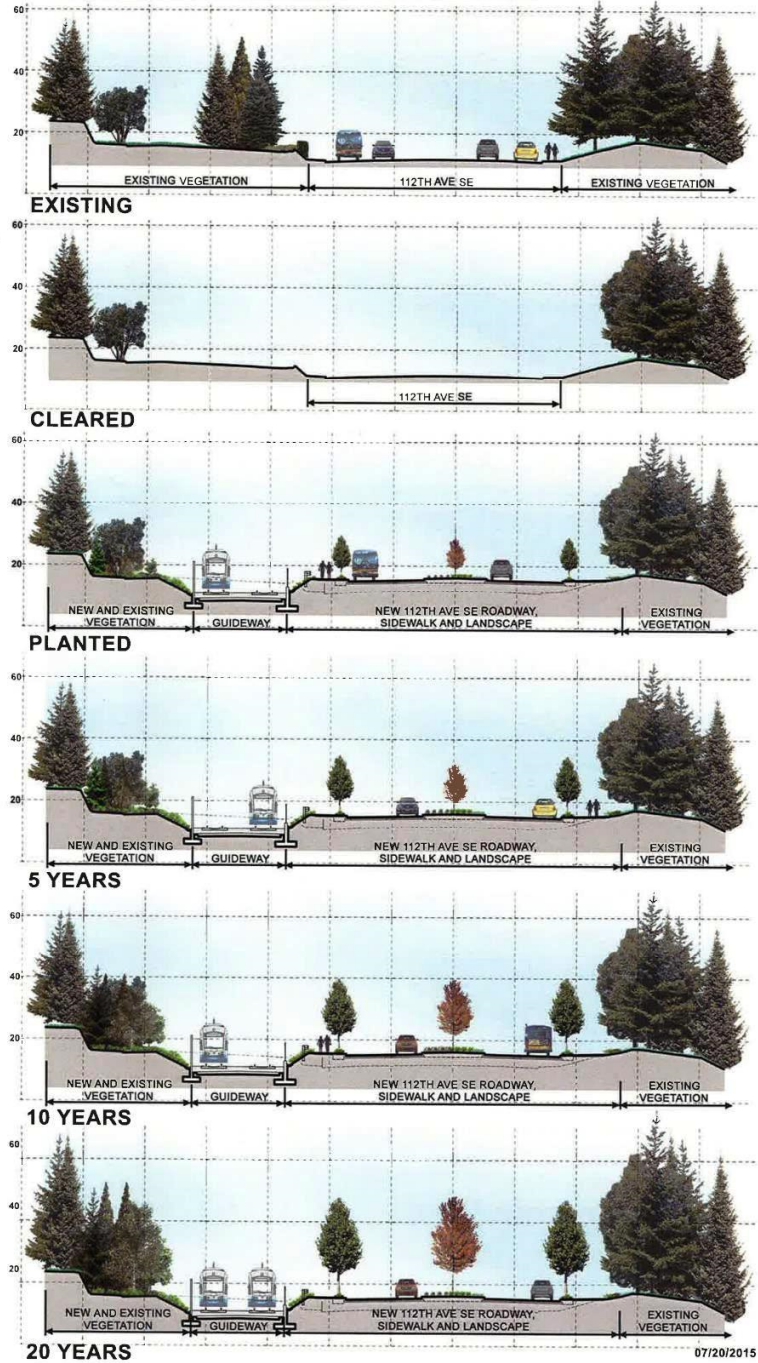 60
40
20
EXISTING VEGETATION
112TH AVE SE
EXISTING VEGETATION
EXISTING
60
40
20
112TH AVE SE
CLEARED
60
40
20
NEW AND EXISTING
VEGETATION
GUIDEWAY
NEW 112TH AVE SE ROADWAY,
SIDEWALK AND LANDSCAPE
EXISTING
VEGETATION
PLANTED
60
40
20
NEW AND EXISTING
VEGETATION
GUIDEWAY
NEW 112TH AVE SE ROADWAY,
SIDEWALK AND LANDSCAPE
EXISTING
VEGETATION
5 YEARS
60
40
20
NEW AND EXISTING
VEGETATION
GUIDEWAY
NEW 112TH AVE SE ROADWAY,
SIDEWALK AND LANDSCAPE
EXISTING
VEGETATION
10 YEARS
60
40
20
NEW AND EXISTING
VEGETATION
GUIDEWAY
NEW 112TH AVE SE ROADWAY,
SIDEWALK AND LANDSCAPE
EXISTING
VEGETATION
20 YEARS
07/20/2015